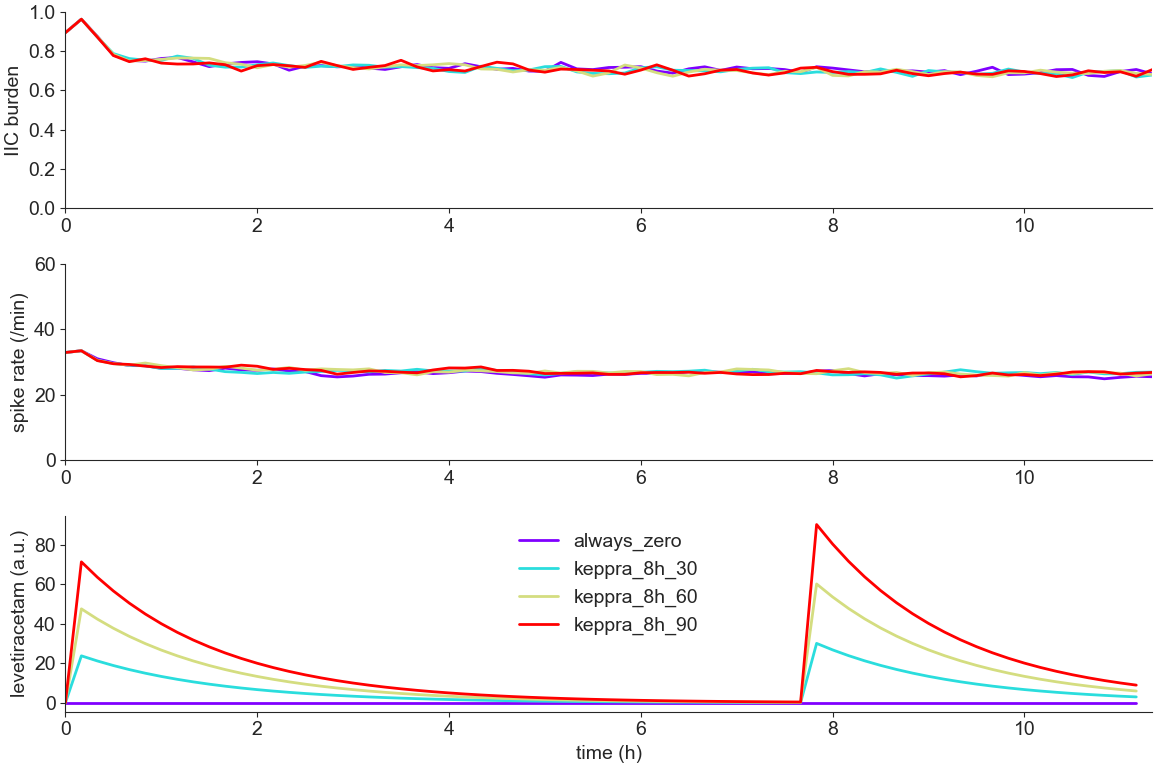 1.0
0.8
0.6
0.4
0.2
0.0
IIC burden
0 2 4 6 8 10
60
40
20
0
spike rate (/min)
0 2 4 6 8 10
80
60
40
20
0
levetiracetam (a.u.)
always_zero
keppra_8h_30
keppra_8h_60
keppra_8h_90
0 2 4 6 8 10
time (h)